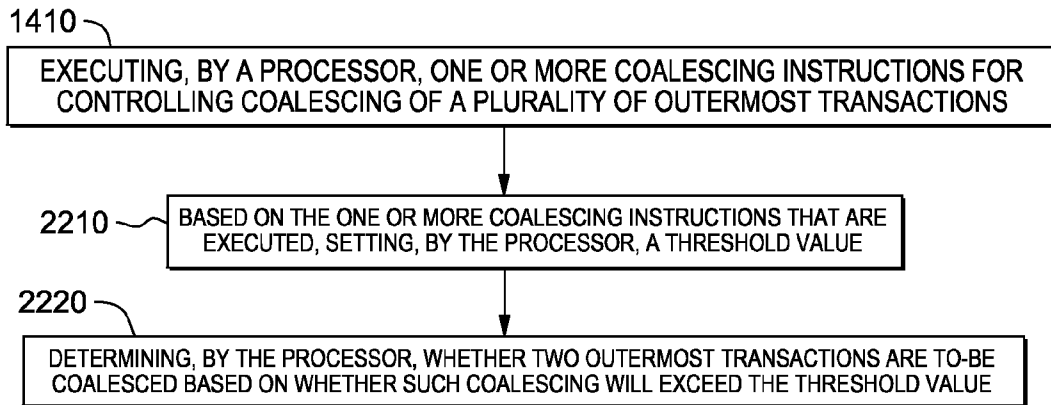 1410
EXECUTING, BY A PROCESSOR, ONE OR MORE COALESCING INSTRUCTIONS FOR
CONTROLLING COALESCING OF A PLURALITY OF OUTERMOST TRANSACTIONS
2210
BASED ON THE ONE OR MORE COALESCING INSTRUCTIONS THAT ARE
EXECUTED, SETTING, BY THE PROCESSOR, A THRESHOLD VALUE
2220
DETERMINING, BY THE PROCESSOR, WHETHER TWO OUTERMOST TRANSACTIONS ARE TO-BE
COALESCED BASED ON WHETHER SUCH COALESCING WILL EXCEED THE THRESHOLD VALUE